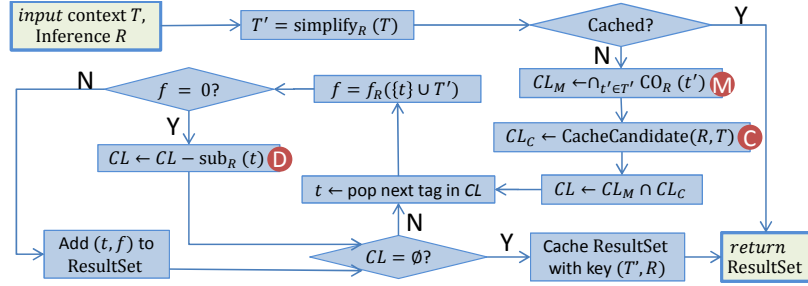 input context T,
Inference R
T′ = simplify_R (T)
Cached?
Y
N
N
f = 0?
f = f_R({t} ∪ T′)
CL_M ←∩_{t′∈T′} CO_R (t′)
M
Y
CL_C ← CacheCandidate(R, T)
C
CL ← CL − sub_R (t)
D
t ← pop next tag in CL
CL ← CL_M ∩ CL_C
N
Add (t, f) to
ResultSet
CL = ∅?
Y
Cache ResultSet
with key (T′, R)
return
ResultSet